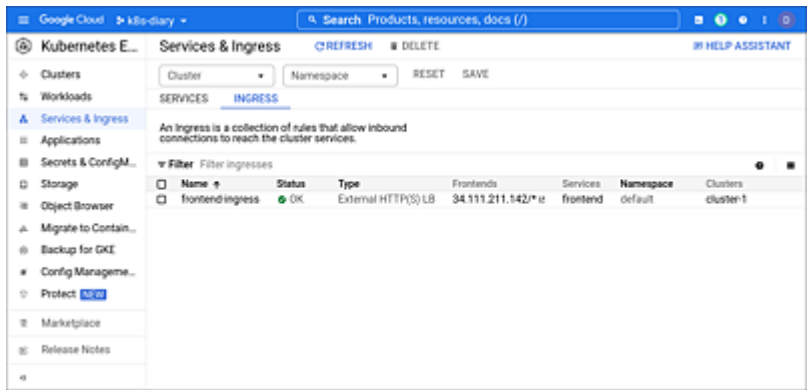 Google Cloud k8s-diary Search Products, resources, docs (/) D
Kubernetes E... Services & Ingress REFRESH DELETE HELP ASSISTANT
Clusters
Workloads
Services & Ingress
Applications
Secrets & ConfigM...
Storage
Object Browser
Migrate to Contain...
Backup for GKE
Config Manageme...
Protect NEW
Marketplace
Release Notes
Cluster Namespace RESET SAVE
SERVICES INGRESS
An Ingress is a collection of rules that allow inbound
connections to reach the cluster services.
Filter Filter ingresses
Name Status Type Frontends Services Namespace Clusters
frontend-ingress OK External HTTP(S) LB 34.111.211.142/* frontend default cluster-1